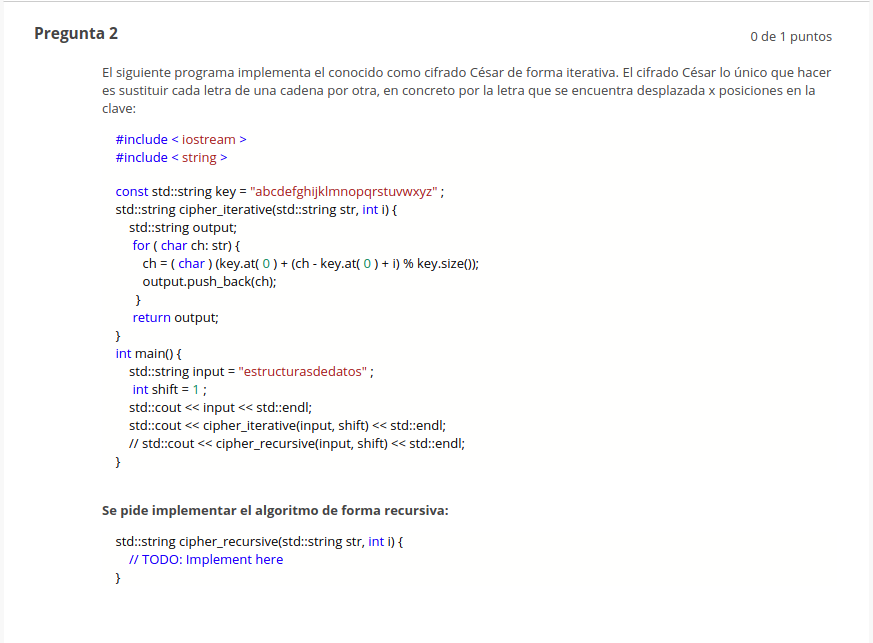 Pregunta 2
0 de 1 puntos
El siguiente programa implementa el conocido como cifrado César de forma iterativa. El cifrado César lo único que hacer
es sustituir cada letra de una cadena por otra, en concreto por la letra que se encuentra desplazada x posiciones en la
clave:
#include < iostream >
#include < string >
const std::string key = "abcdefghijklmnopqrstuvwxyz" ;
std::string cipher_iterative(std::string str, int i) {
std::string output;
for ( char ch: str) {
ch = ( char ) (key.at( 0 ) + (ch - key.at( 0 ) + i) % key.size());
output.push_back(ch);
}
return output;
}
int main() {
std::string input = "estructurasdedatos" ;
int shift = 1 ;
std::cout << input << std::endl;
std::cout << cipher_iterative(input, shift) << std::endl;
// std::cout << cipher_recursive(input, shift) << std::endl;
}
Se pide implementar el algoritmo de forma recursiva:
std::string cipher_recursive(std::string str, int i) {
// TODO: Implement here
}